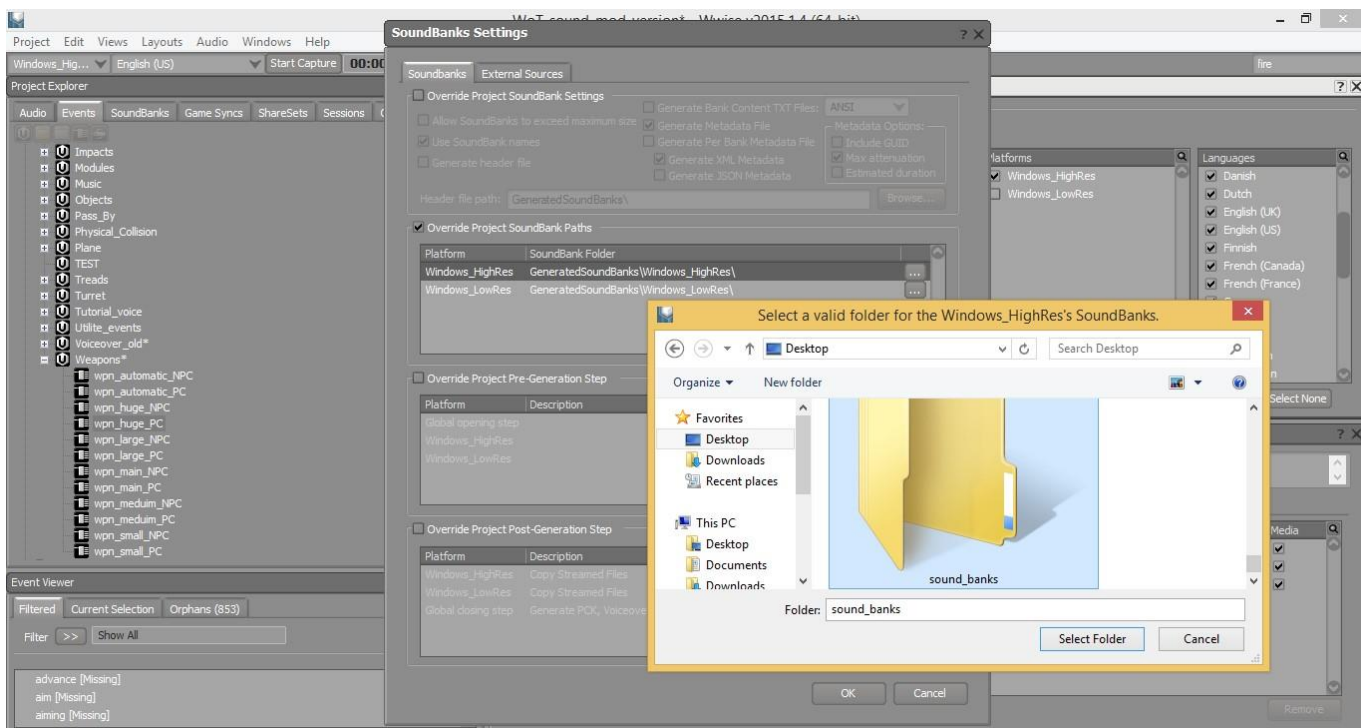 WoT_sound_mod_version* - Wwise v2015.1.4 (64-bit)
Project Edit Views Layouts Audio Windows Help
Windows_Hig... English (US) Start Capture 00:00
fire
Project Explorer
Audio Events SoundBanks Game Syncs ShareSets Sessions
Impacts
Modules
Music
Objects
Pass_By
Physical_Collision
Plane
TEST
Treads
Turret
Tutorial_voice
Utilite_events
Voiceover_old*
Weapons*
wpn_automatic_NPC
wpn_automatic_PC
wpn_huge_NPC
wpn_huge_PC
wpn_large_NPC
wpn_large_PC
wpn_main_NPC
wpn_main_PC
wpn_meduim_NPC
wpn_meduim_PC
wpn_small_NPC
wpn_small_PC
Event Viewer
Filtered Current Selection Orphans (853)
Filter >> Show All
advance [Missing]
aim [Missing]
aiming [Missing]
SoundBanks Settings
Soundbanks External Sources
Override Project SoundBank Settings
Allow SoundBanks to exceed maximum size
Use SoundBank names
Generate header file
Generate Bank Content TXT Files: ANSI
Generate Metadata File
Generate Per Bank Metadata File
Generate XML Metadata
Generate JSON Metadata
Metadata Options:
Include GUID
Max attenuation
Estimated duration
Header file path: GeneratedSoundBanks\ Browse...
Override Project SoundBank Paths
Platform SoundBank Folder
Windows_HighRes GeneratedSoundBanks\Windows_HighRes\ ...
Windows_LowRes GeneratedSoundBanks\Windows_LowRes\ ...
Override Project Pre-Generation Step
Platform Description
Global opening step
Windows_HighRes
Windows_LowRes
Override Project Post-Generation Step
Platform Description
Windows_HighRes Copy Streamed Files
Windows_LowRes Copy Streamed Files
Global closing step Generate PCK, Voiceove
OK Cancel
Select a valid folder for the Windows_HighRes's SoundBanks.
Desktop
Search Desktop
Organize New folder
Favorites
Desktop
Downloads
Recent places
This PC
Desktop
Documents
Downloads
sound_banks
Folder: sound_banks
Select Folder Cancel
Platforms
Windows_HighRes
Windows_LowRes
Languages
Danish
Dutch
English (UK)
English (US)
Finnish
French (Canada)
French (France)
Select None
Media
Remove